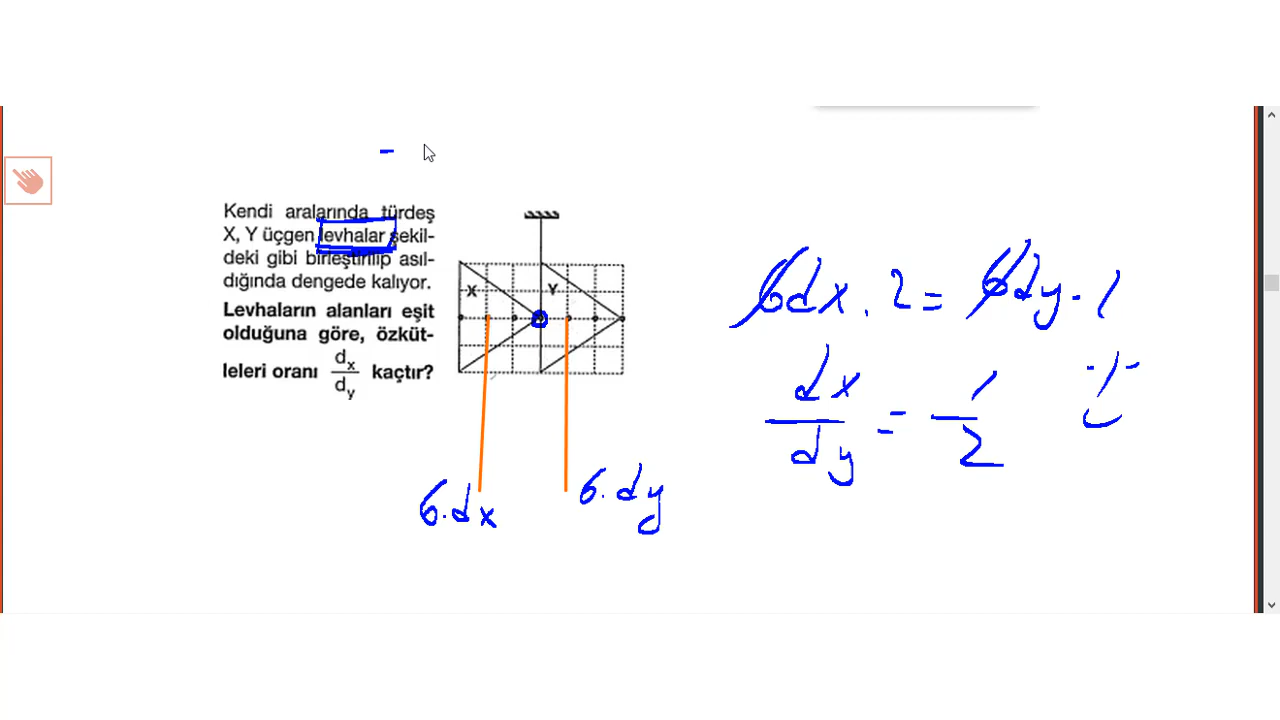 Kendi aralarında türdeş
X, Y üçgen levhalar şekil-
deki gibi birleştirilip asıl-
dığında dengede kalıyor.
Levhaların alanları eşit
olduğuna göre, özküt-
leleri oranı dx/dy kaçtır?
X
Y
6.dx
6.dy
6dx.2=6dy.1
dx/dy=1/2